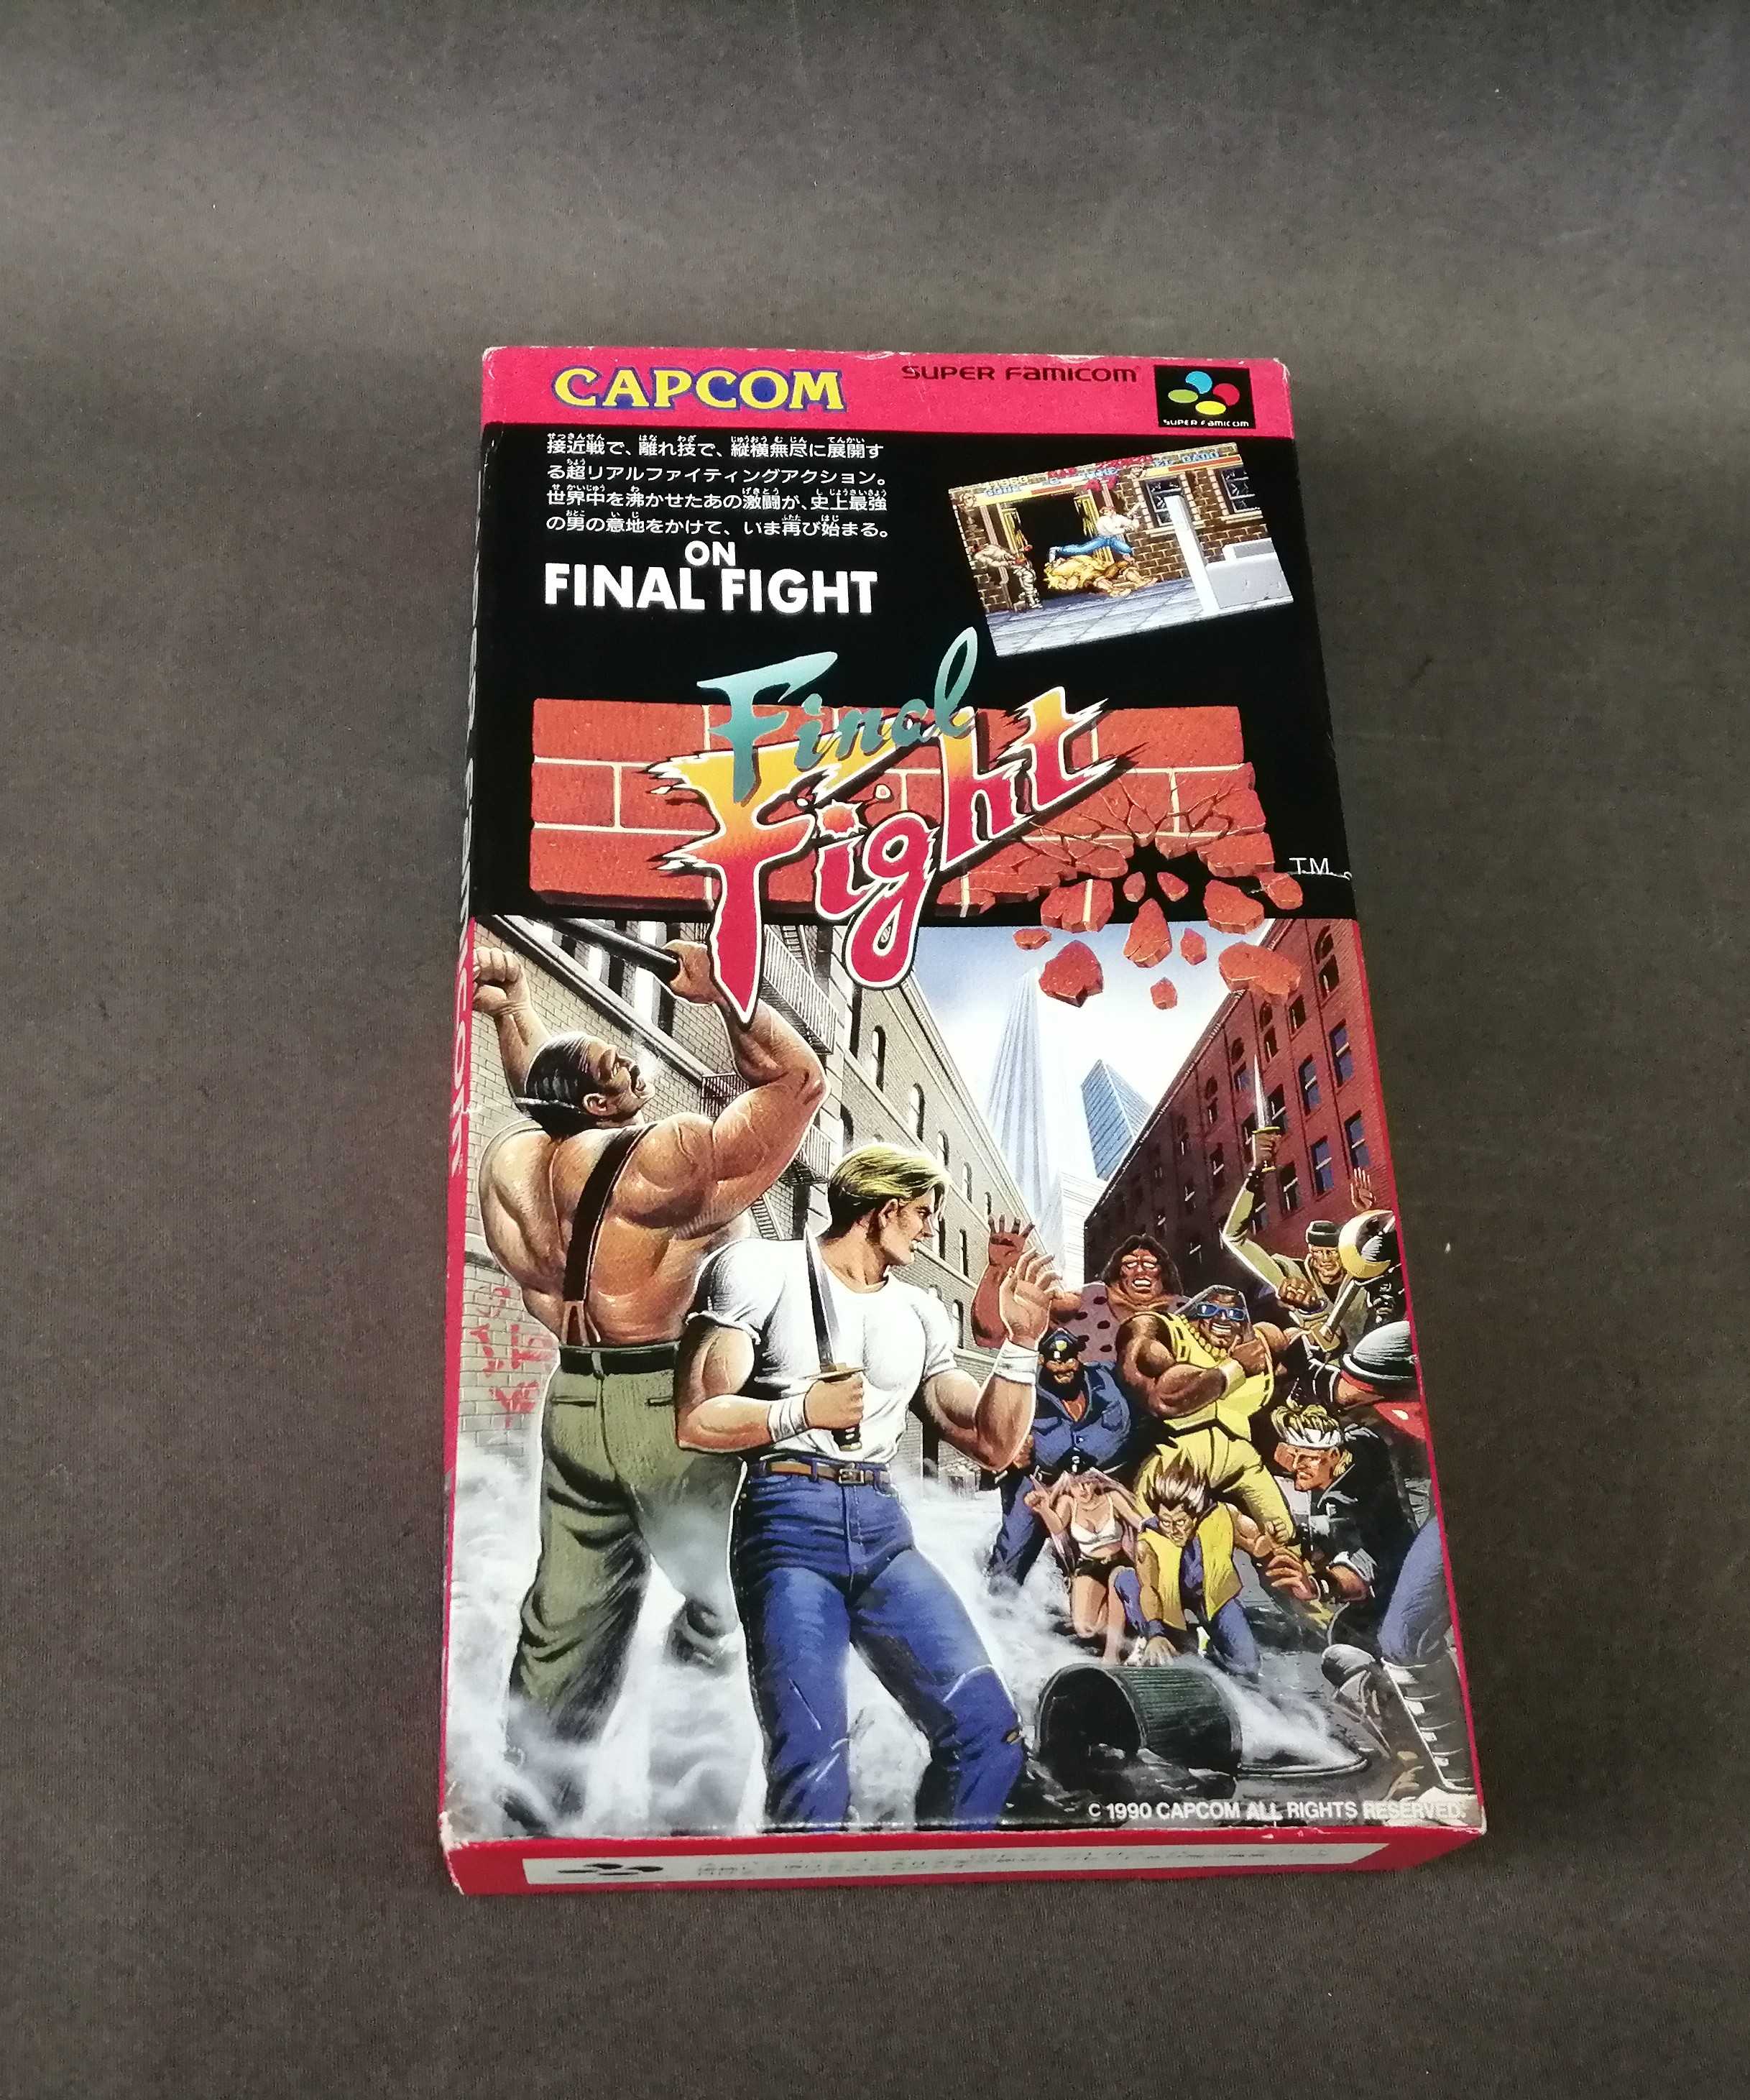 CAPCOM
SUPER FAMICOM
SUPER FAMICOM
接近戦で、離れ技で、縦横無尽に展開す
る超リアルファイティングアクション。
世界中を沸かせたあの激闘が、史上最強
の男の意地をかけて、いま再び始まる。
ON
FINAL FIGHT
Final
Fight
T.M.
© 1990 CAPCOM ALL RIGHTS RESERVED.